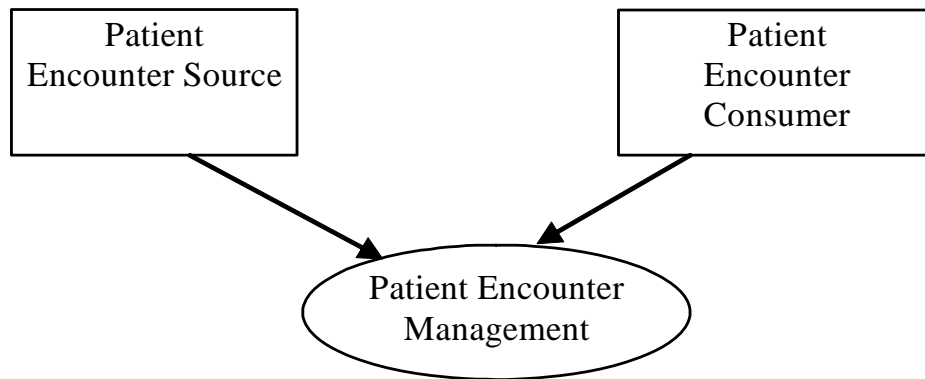 Patient
Encounter Source
Patient
Encounter
Consumer
Patient Encounter
Management